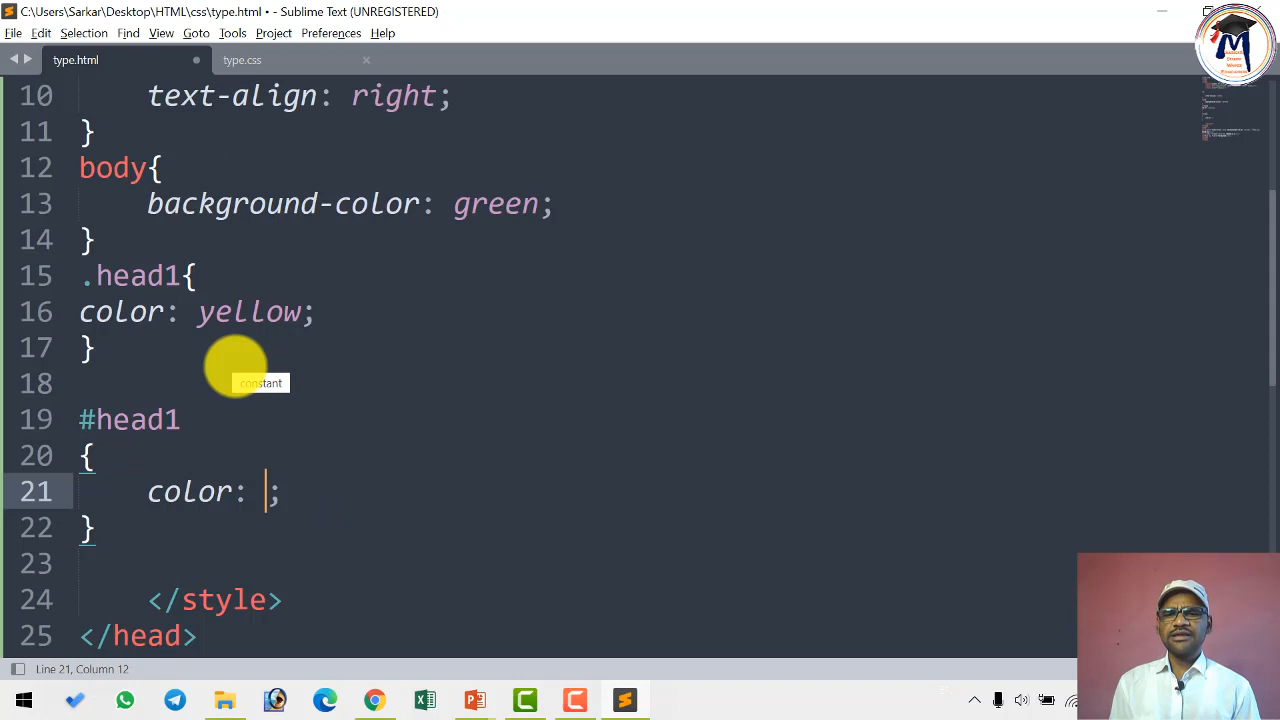 C:\Users\Sarkar\Desktop\HTML\css\type.html • - Sublime Text (UNREGISTERED)
File Edit Selection Find View Goto Tools Project Preferences Help
type.html type.css
10 text-align: right;
11 }
12 body{
13 background-color: green;
14 }
15 .head1{
16 color: yellow;
17 }
constant
18
19 #head1
20 {
21 color: ;
22 }
23
24 </style>
25 </head>
Line 21, Column 12